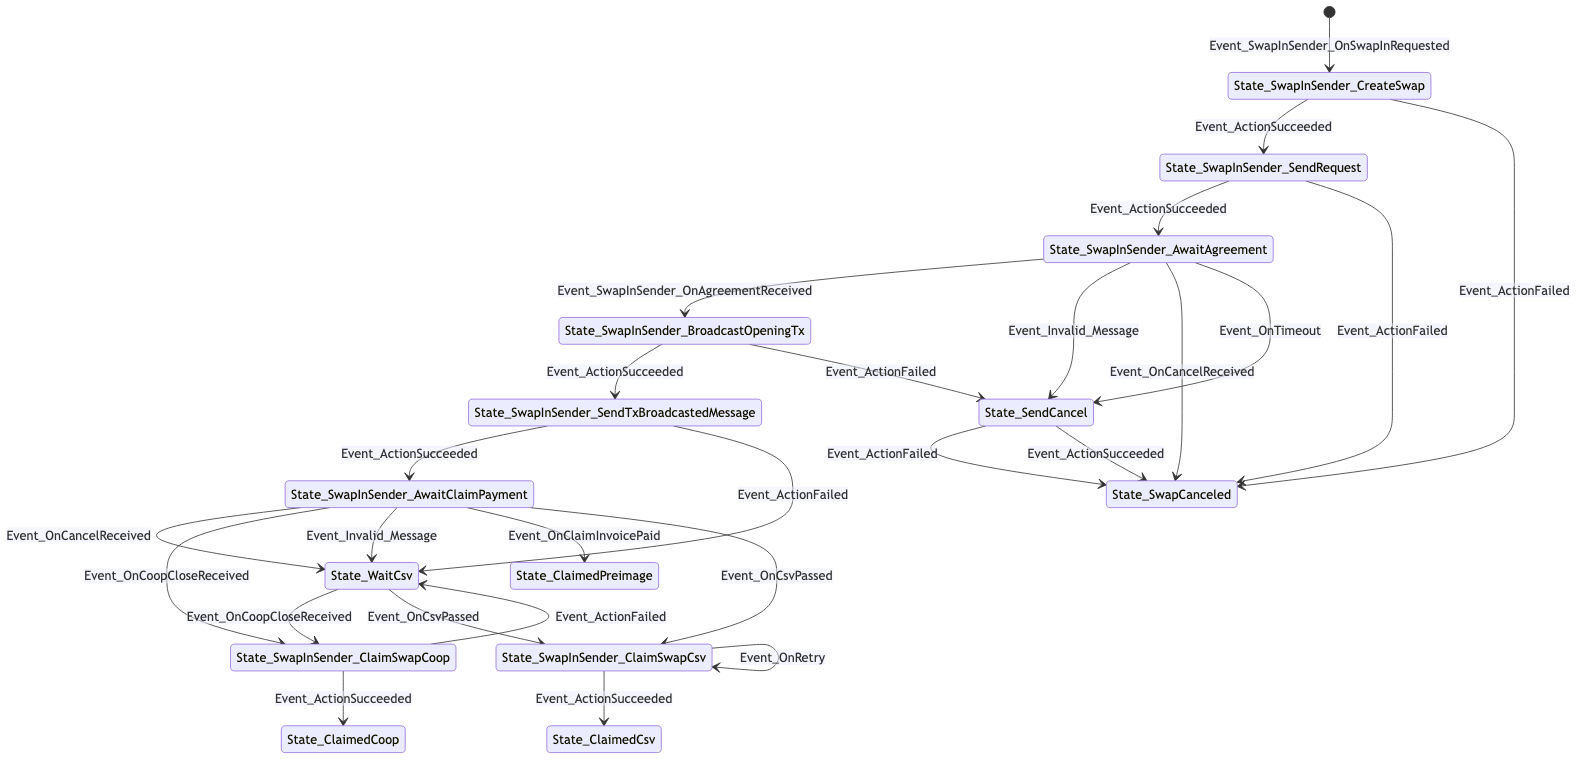 Event_SwapInSender_OnSwapInRequested
State_SwapInSender_CreateSwap
Event_ActionSucceeded
State_SwapInSender_SendRequest
Event_ActionSucceeded
State_SwapInSender_AwaitAgreement
Event_SwapInSender_OnAgreementReceived
Event_ActionFailed
State_SwapInSender_BroadcastOpeningTx
Event_Invalid_Message
Event_OnTimeout
Event_ActionFailed
Event_ActionSucceeded
Event_ActionFailed
Event_OnCancelReceived
State_SwapInSender_SendTxBroadcastedMessage
State_SendCancel
Event_ActionSucceeded
Event_ActionFailed
Event_ActionSucceeded
State_SwapInSender_AwaitClaimPayment
Event_ActionFailed
State_SwapCanceled
Event_OnCancelReceived
Event_Invalid_Message
Event_OnClaimInvoicePaid
Event_OnCoopCloseReceived
State_WaitCsv
State_ClaimedPreimage
Event_OnCsvPassed
Event_OnCoopCloseReceived
Event_OnCsvPassed
Event_ActionFailed
State_SwapInSender_ClaimSwapCoop
State_SwapInSender_ClaimSwapCsv
Event_OnRetry
Event_ActionSucceeded
Event_ActionSucceeded
State_ClaimedCoop
State_ClaimedCsv